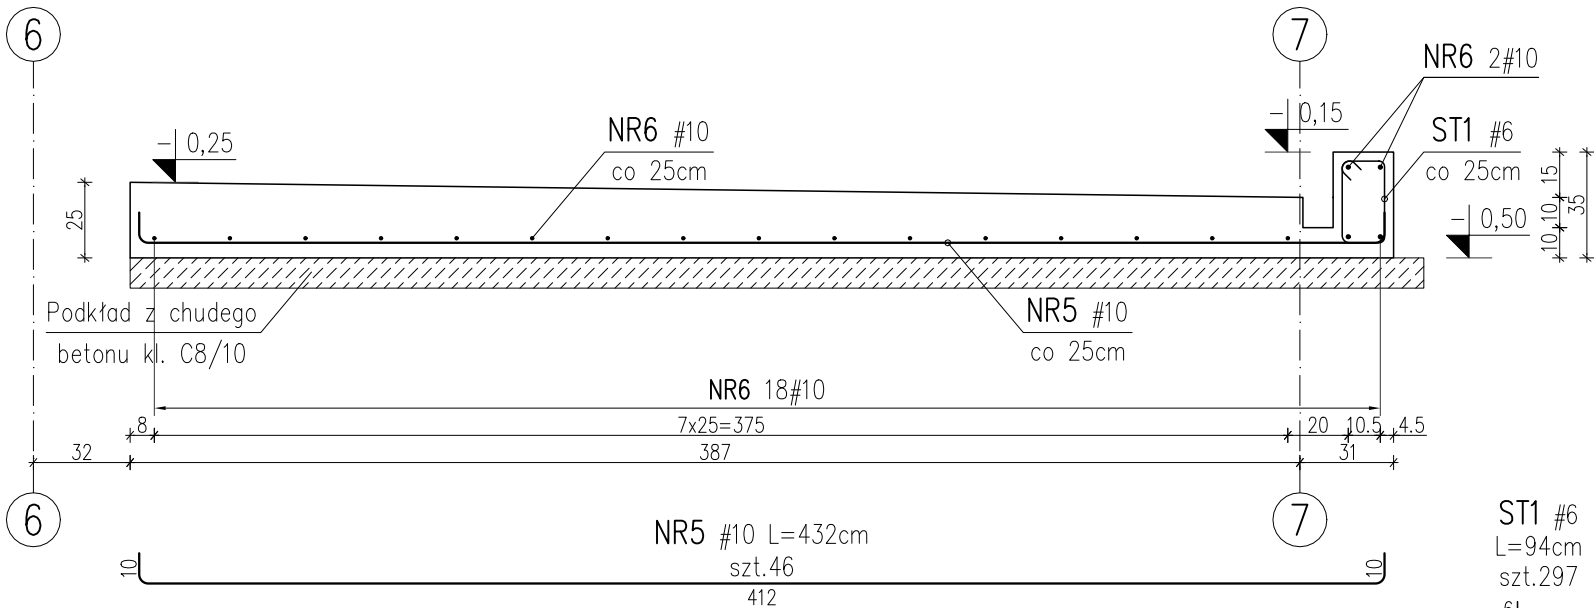 6
7
NR6 2#10
- 0,25
NR6 #10
co 25cm
- 0,15
ST1 #6
co 25cm
25
15
10
10
35
- 0,50
Podkład z chudego
betonu kl. C8/10
NR5 #10
co 25cm
NR6 18#10
8
7x25=375
20
10.5
4.5
32
387
31
6
7
NR5 #10 L=432cm
szt.46
10
10
412
ST1 #6
L=94cm
szt.297